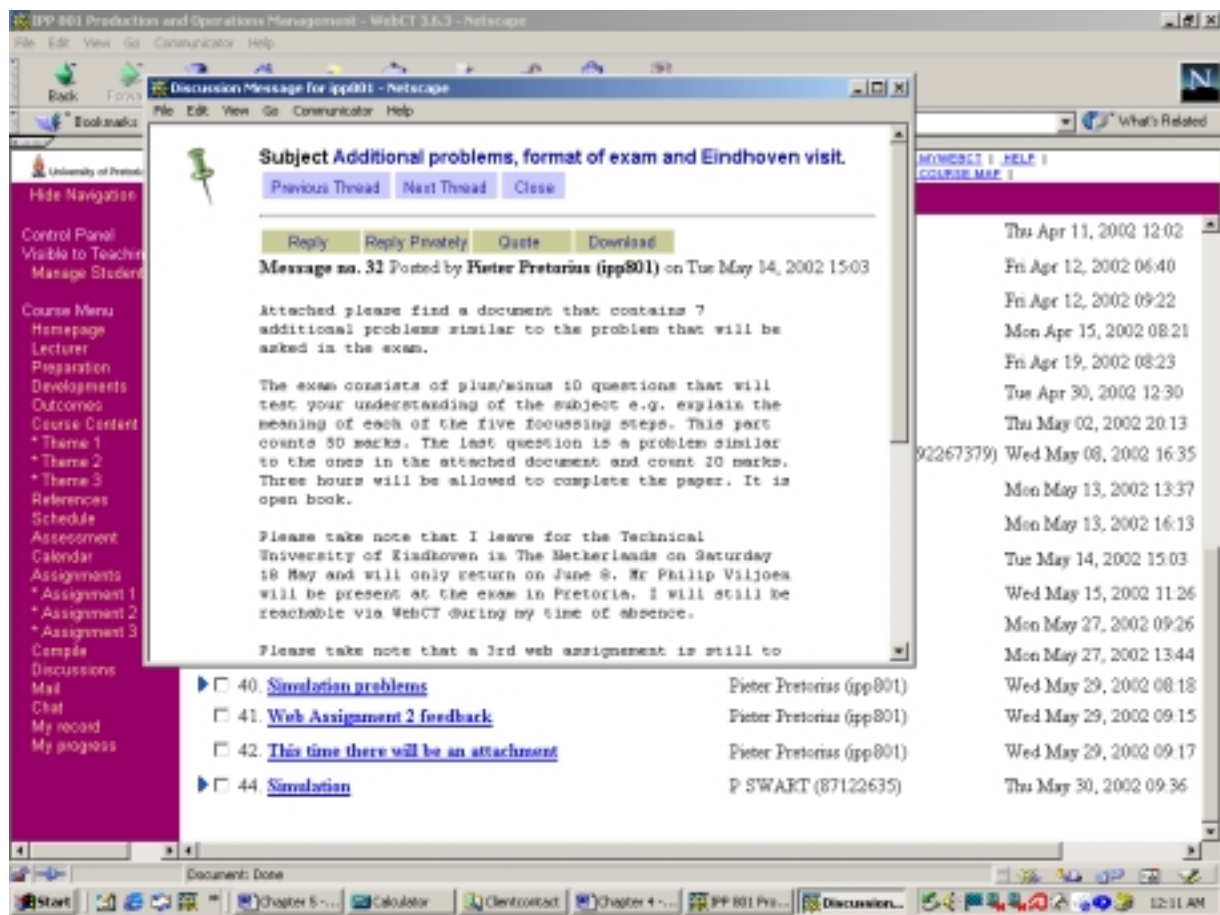 IPP 801 Production and Operations Management - WebCT 3.6.3 - Netscape
File Edit View Go Communicator Help
Back
Bookmarks
What's Related
Discussion Message for ipp801 - Netscape
File Edit View Go Communicator Help
Subject Additional problems, format of exam and Eindhoven visit.
Previous Thread Next Thread Close
Reply Reply Privately Quote Download
Message no. 32 Posted by Pieter Pretorius (ipp801) on Tue May 14, 2002 15:03
Attached please find a document that contains 7
additional problems similar to the problem that will be
asked in the exam.
The exam consists of plus/minus 10 questions that will
test your understanding of the subject e.g. explain the
meaning of each of the five focussing steps. This part
counts 80 marks. The last question is a problem similar
to the ones in the attached document and count 20 marks.
Three hours will be allowed to complete the paper. It is
open book.
Please take note that I leave for the Technical
University of Eindhoven in The Netherlands on Saturday
18 May and will only return on June 8. Mr Philip Viljoen
will be present at the exam in Pretoria. I will still be
reachable via WebCT during my time of absence.
Please take note that a 3rd web assignement is still to
University of
Hide Navigation
Control Panel
Visible to Teachin
Manage Student
Course Menu
Homepage
Lecturer
Preparation
Developments
Outcomes
Course Content
* Theme 1
* Theme 2
* Theme 3
References
Schedule
Assessment
Calendar
Assignments
* Assignment 1
* Assignment 2
* Assignment 3
Compile
Discussions
Mail
Chat
My record
My progress
MYWEBCT | HELP |
COURSE MAP |
Thu Apr 11, 2002 12:02
Fri Apr 12, 2002 06:40
Fri Apr 12, 2002 09:22
Mon Apr 15, 2002 08:21
Fri Apr 19, 2002 08:23
Tue Apr 30, 2002 12:30
Thu May 02, 2002 20:13
92267379) Wed May 08, 2002 16:35
Mon May 13, 2002 13:37
Mon May 13, 2002 16:13
Tue May 14, 2002 15:03
Wed May 15, 2002 11:26
Mon May 27, 2002 09:26
Mon May 27, 2002 13:44
40. Simulation problems Pieter Pretorius (ipp801) Wed May 29, 2002 08:18
41. Web Assignment 2 feedback Pieter Pretorius (ipp801) Wed May 29, 2002 09:15
42. This time there will be an attachment Pieter Pretorius (ipp801) Wed May 29, 2002 09:17
44. Simulation P SWART (87122635) Thu May 30, 2002 09:36
Document: Done
Start Chapter 5 -... Calculator Clientcontact Chapter 4 -... IPP 801 Pro... Discussion... 12:11 AM